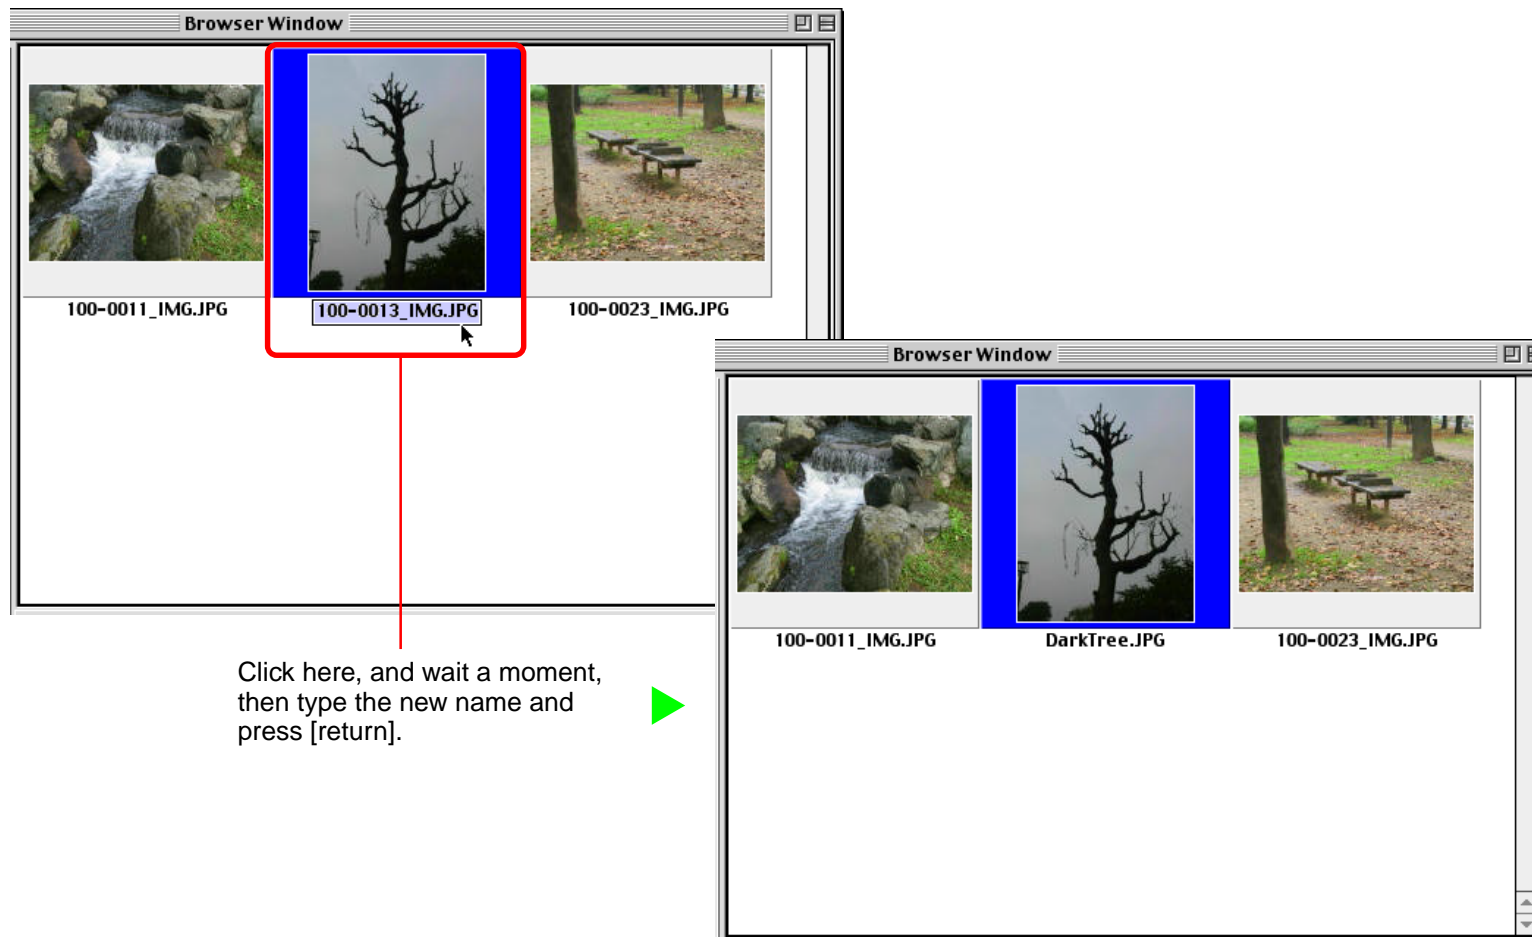 Browser Window
100-0011_IMG.JPG 100-0013_IMG.JPG 100-0023_IMG.JPG
Click here, and wait a moment,
then type the new name and
press [return].
Browser Window
100-0011_IMG.JPG DarkTree.JPG 100-0023_IMG.JPG